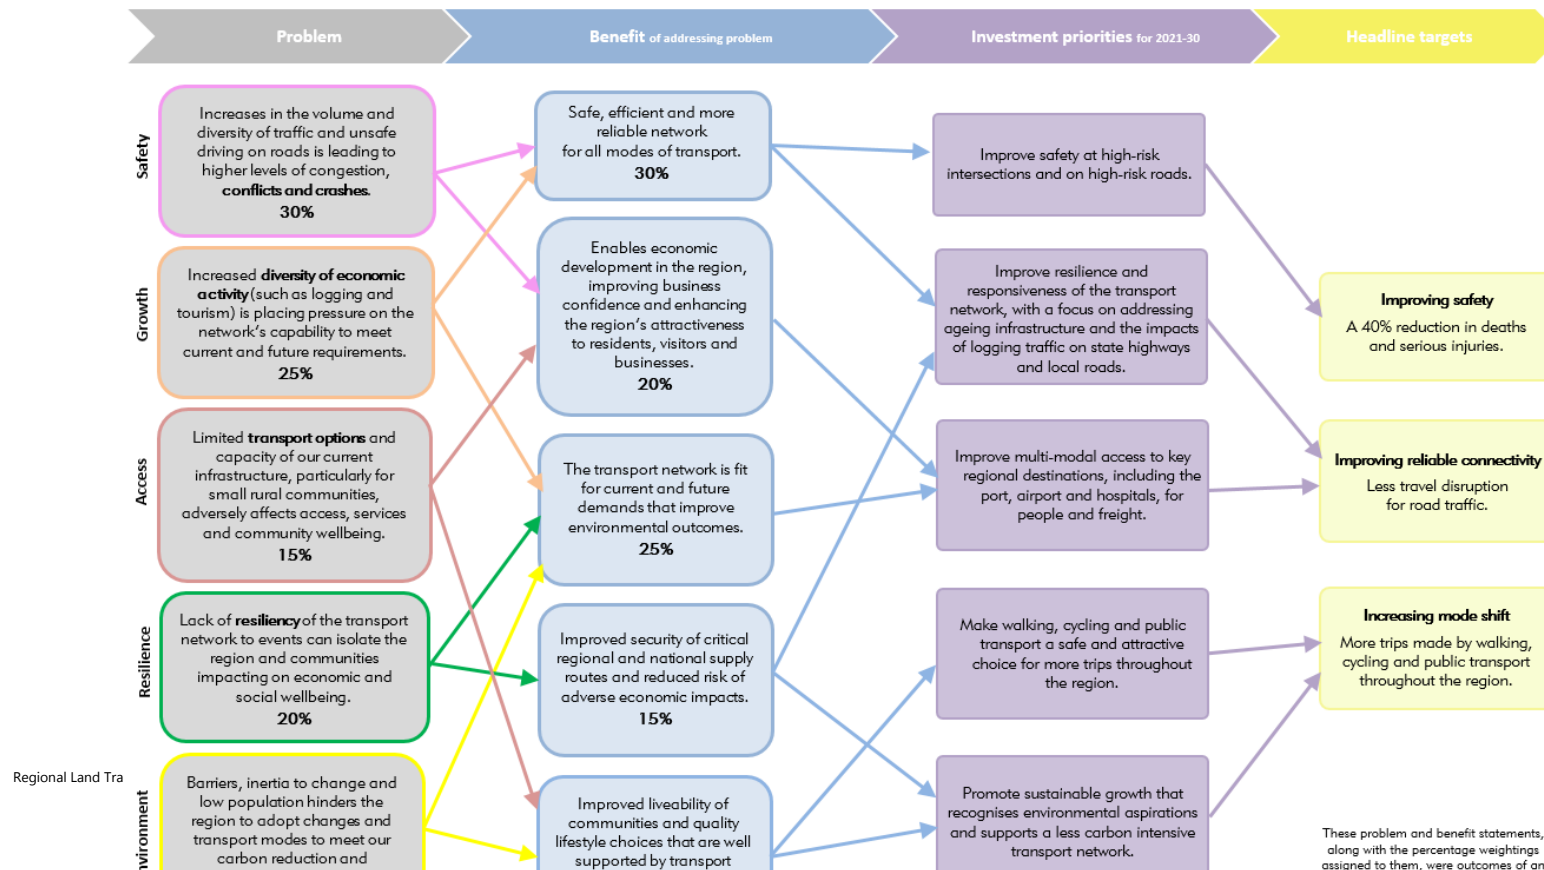 Problem
Benefit of addressing problem
Investment priorities for 2021-30
Headline targets
Safety
Increases in the volume and
diversity of traffic and unsafe
driving on roads is leading to
higher levels of congestion,
conflicts and crashes.
30%
Growth
Increased diversity of economic
activity (such as logging and
tourism) is placing pressure on the
network's capability to meet
current and future requirements.
25%
Access
Limited transport options and
capacity of our current
infrastructure, particularly for
small rural communities,
adversely affects access, services
and community wellbeing.
15%
Resilience
Lack of resiliency of the transport
network to events can isolate the
region and communities
impacting on economic and
social wellbeing.
20%
nvironment
Barriers, inertia to change and
low population hinders the
region to adopt changes and
transport modes to meet our
carbon reduction and
Safe, efficient and more
reliable network
for all modes of transport.
30%
Enables economic
development in the region,
improving business
confidence and enhancing
the region's attractiveness
to residents, visitors and
businesses.
20%
The transport network is fit
for current and future
demands that improve
environmental outcomes.
25%
Improved security of critical
regional and national supply
routes and reduced risk of
adverse economic impacts.
15%
Improved liveability of
communities and quality
lifestyle choices that are well
supported by transport
Improve safety at high-risk
intersections and on high-risk roads.
Improve resilience and
responsiveness of the transport
network, with a focus on addressing
ageing infrastructure and the impacts
of logging traffic on state highways
and local roads.
Improve multi-modal access to key
regional destinations, including the
port, airport and hospitals, for
people and freight.
Make walking, cycling and public
transport a safe and attractive
choice for more trips throughout
the region.
Promote sustainable growth that
recognises environmental aspirations
and supports a less carbon intensive
transport network.
Improving safety
A 40% reduction in deaths
and serious injuries.
Improving reliable connectivity
Less travel disruption
for road traffic.
Increasing mode shift
More trips made by walking,
cycling and public transport
throughout the region.
Regional Land Tra
These problem and benefit statements,
along with the percentage weightings
assigned to them, were outcomes of an